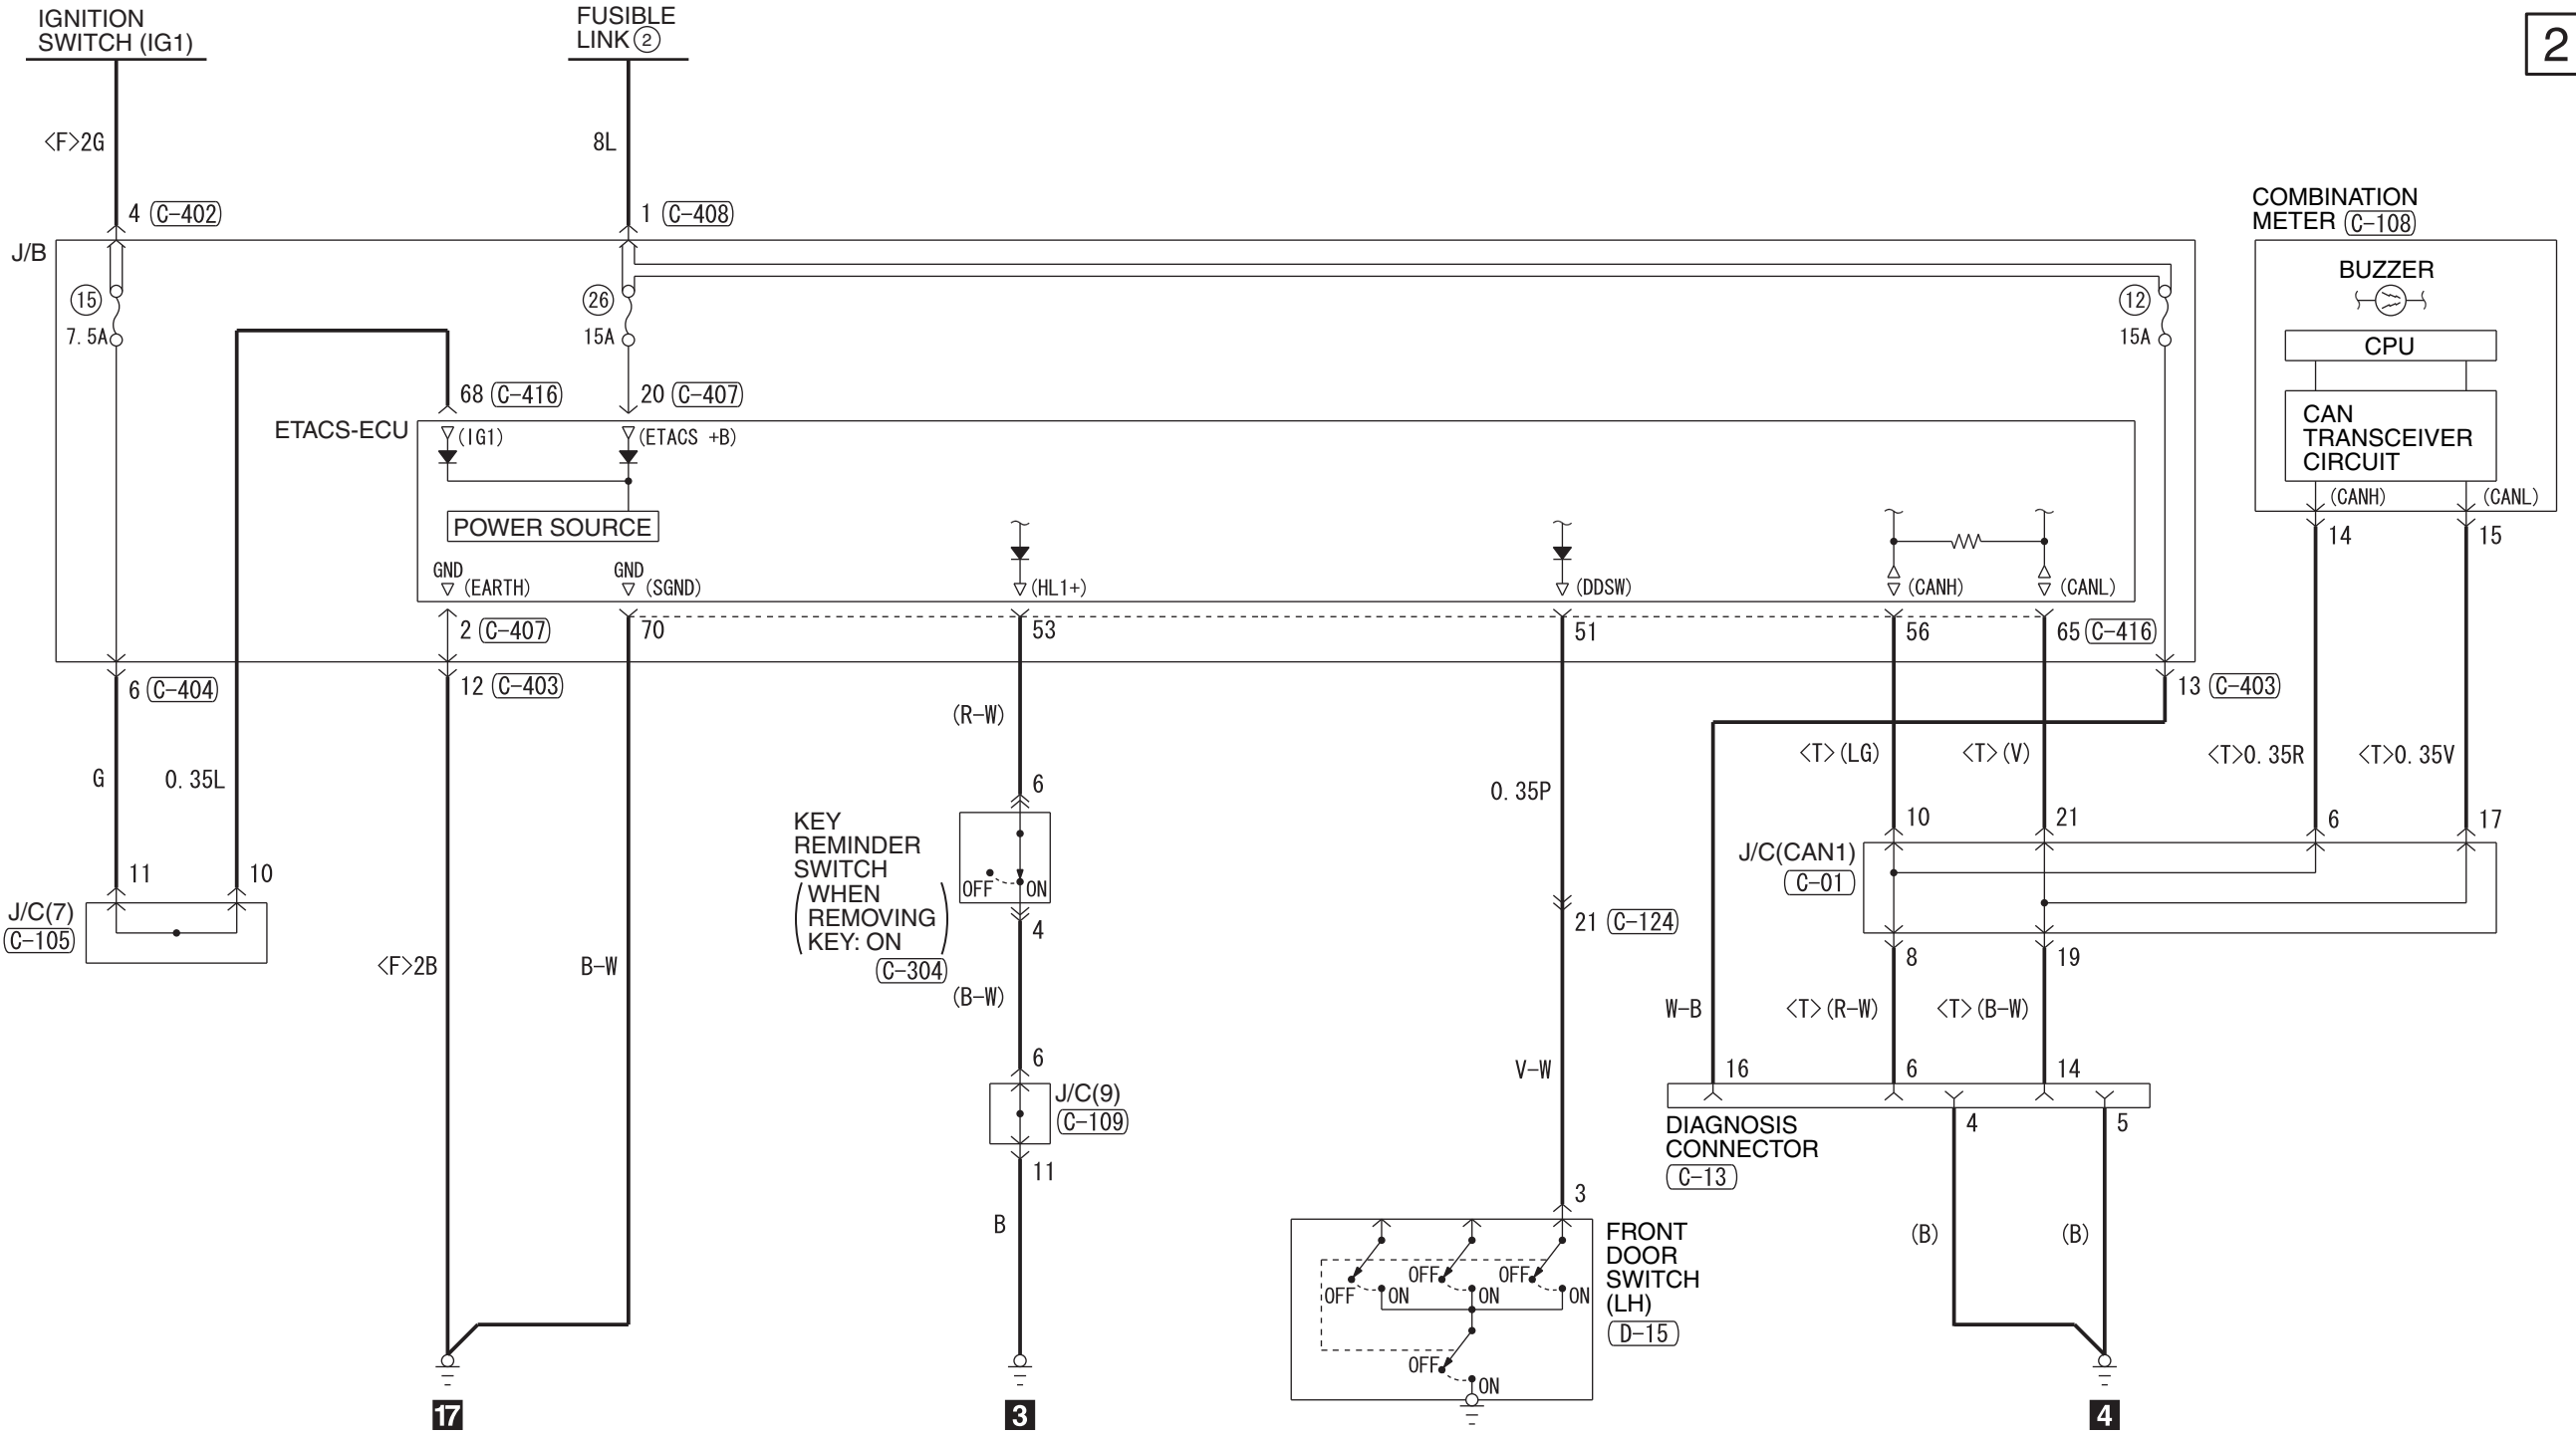 IGNITION
SWITCH (IG1)
FUSIBLE
LINK ②
2
<F>2G
8L
4 C-402
1 C-408
COMBINATION
METER C-108
J/B
BUZZER
15
7.5A
26
15A
12
15A
CPU
68 C-416
20 C-407
ETACS-ECU
(IG1)
(ETACS +B)
CAN
TRANSCEIVER
CIRCUIT
POWER SOURCE
(CANH)
(CANL)
14
15
GND
(EARTH)
GND
(SGND)
(HL1+)
(DDSW)
(CANH)
(CANL)
2 C-407
70
53
51
56
65 C-416
6 C-404
12 C-403
13 C-403
(R-W)
<T>(LG)
<T>(V)
<T>0.35R
<T>0.35V
G
0.35L
6
0.35P
KEY
REMINDER
SWITCH
(WHEN
REMOVING
KEY: ON)
C-304
OFF
ON
4
10
21
6
17
J/C(CAN1)
C-01
11
10
J/C(7)
C-105
21 C-124
8
19
<F>2B
B-W
(B-W)
W-B
<T>(R-W)
<T>(B-W)
6
J/C(9)
C-109
11
V-W
16
6
14
DIAGNOSIS
CONNECTOR
C-13
4
5
B
3
FRONT
DOOR
SWITCH
(LH)
D-15
OFF
ON
OFF
ON
OFF
ON
OFF
ON
(B)
(B)
17
3
4